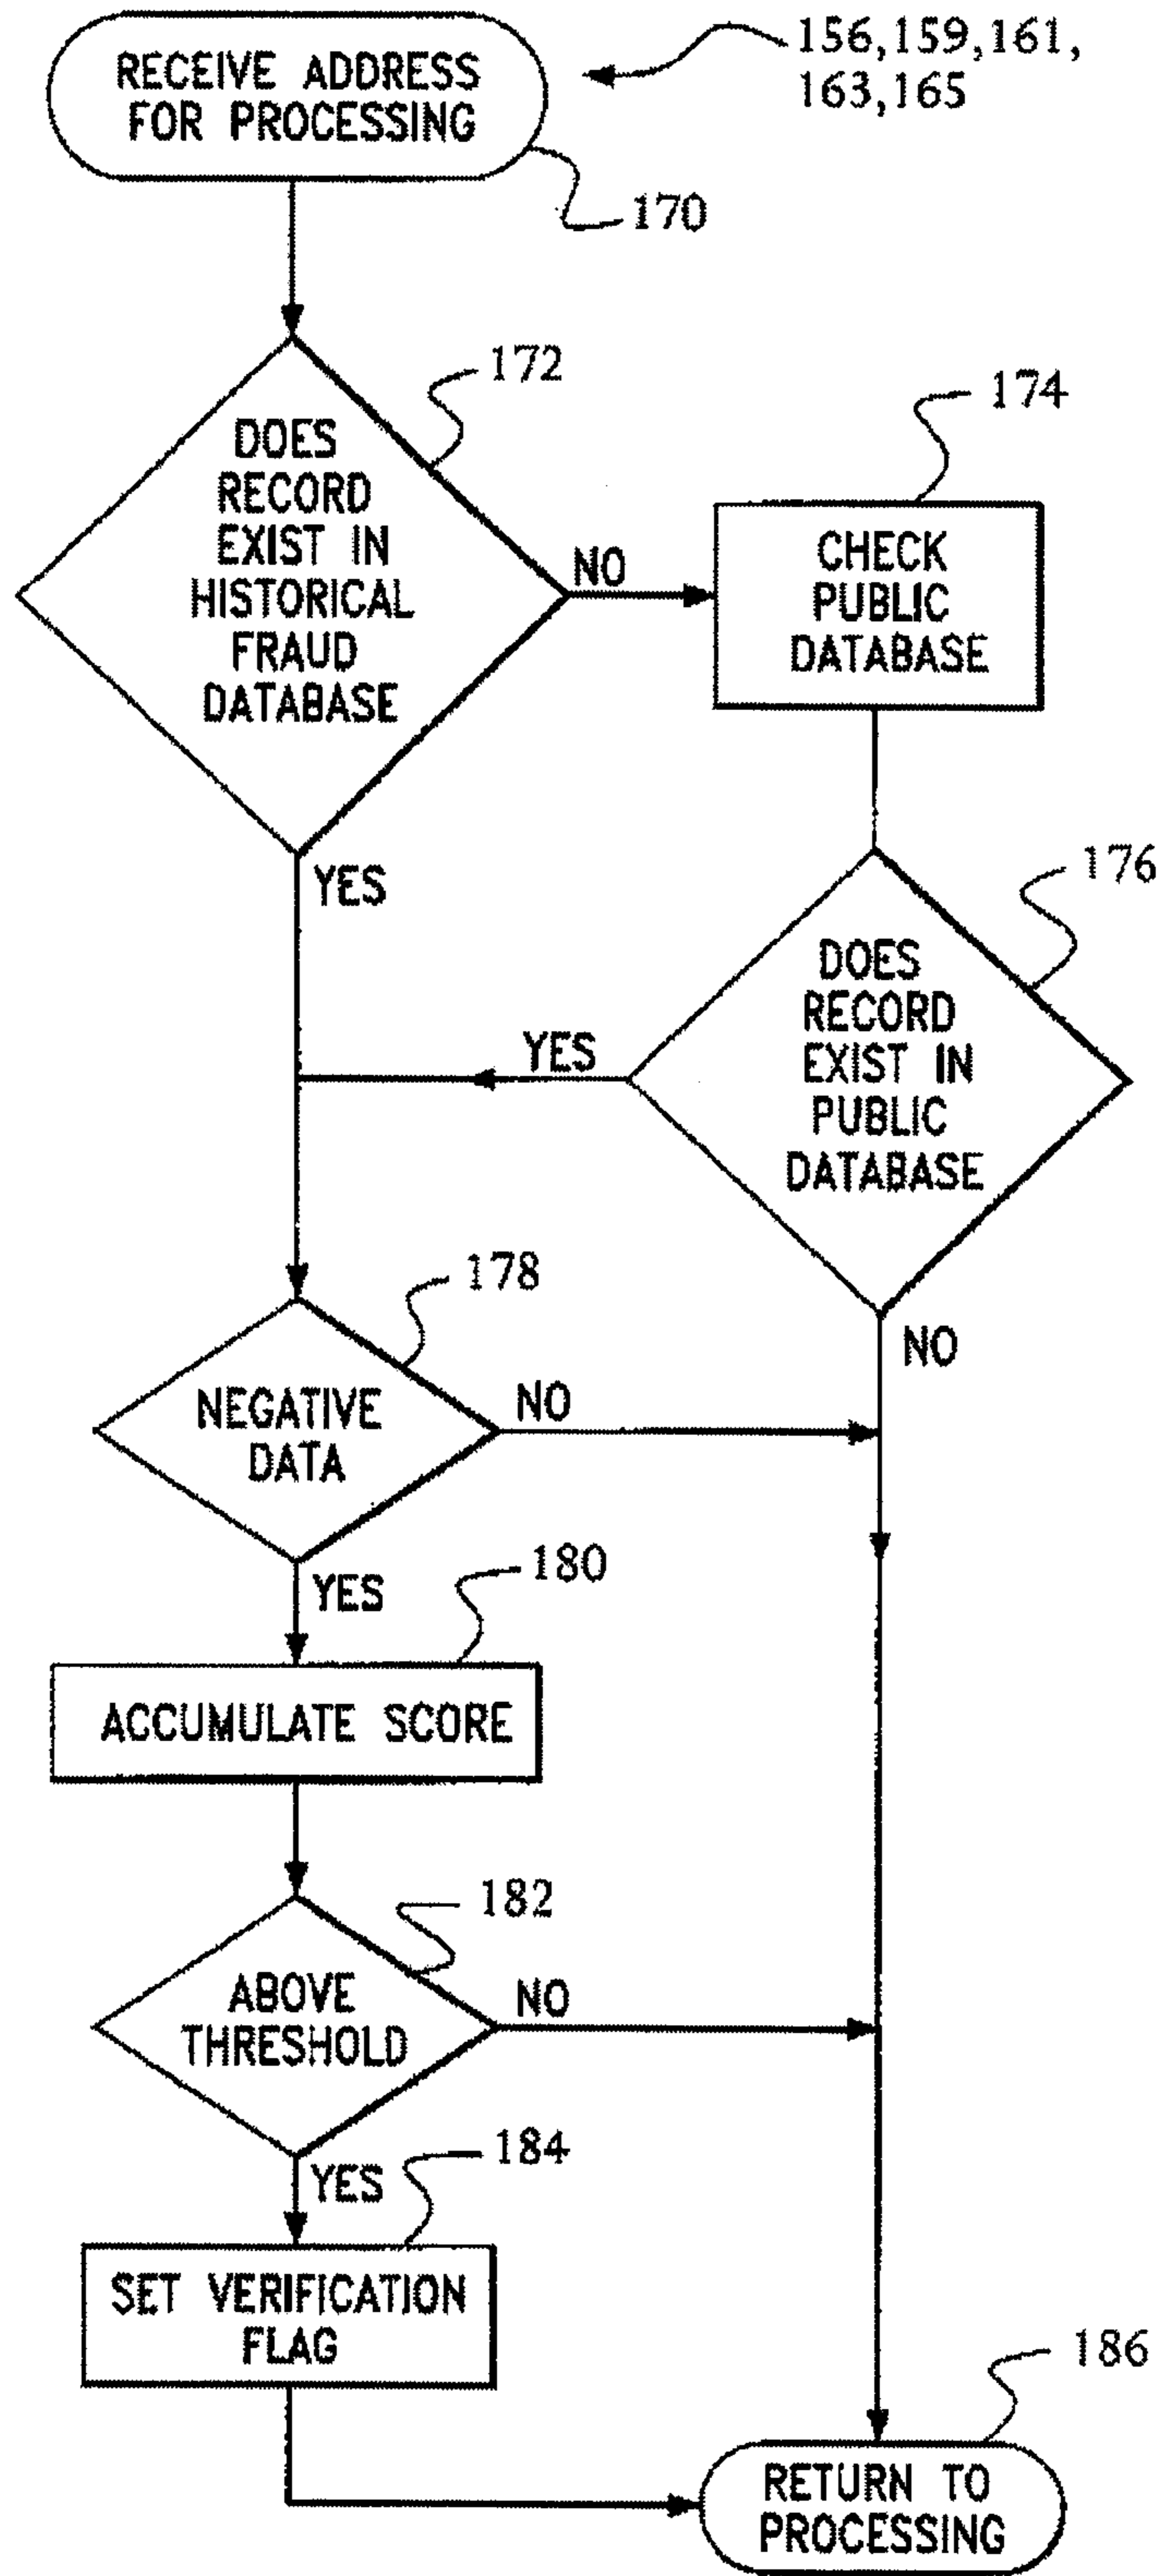 RECEIVE ADDRESS
FOR PROCESSING
156,159,161,
163,165
170
172
DOES
RECORD
EXIST IN
HISTORICAL
FRAUD
DATABASE
NO
174
CHECK
PUBLIC
DATABASE
YES
176
DOES
RECORD
EXIST IN
PUBLIC
DATABASE
YES
NO
178
NEGATIVE
DATA
NO
YES
180
ACCUMULATE SCORE
182
ABOVE
THRESHOLD
NO
YES
184
SET VERIFICATION
FLAG
186
RETURN TO
PROCESSING